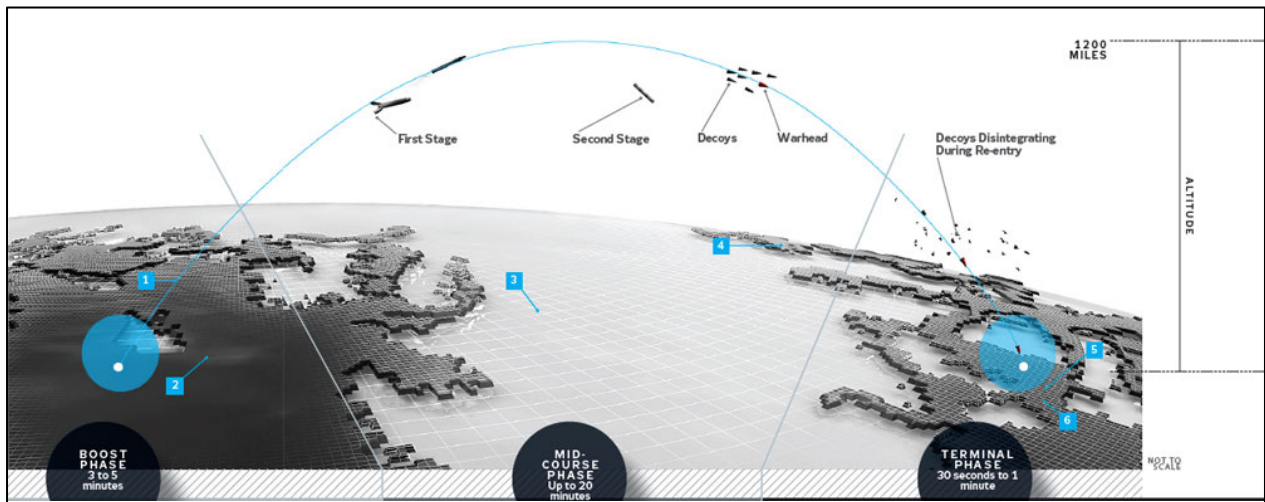 1200
MILES
First Stage
Second Stage
Decoys
Warhead
Decoys Disintegrating
During Re-entry
ALTITUDE
4
1
3
5
2
6
BOOST
PHASE
3 to 5
minutes
MID-
COURSE
PHASE
Up to 20
minutes
TERMINAL
PHASE
30 seconds to 1
minute
NOT TO
SCALE